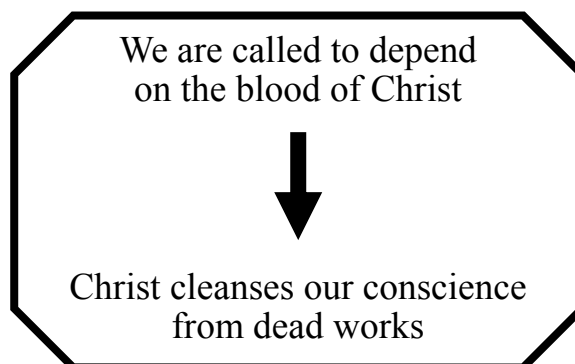 We are called to depend
on the blood of Christ
Christ cleanses our conscience
from dead works